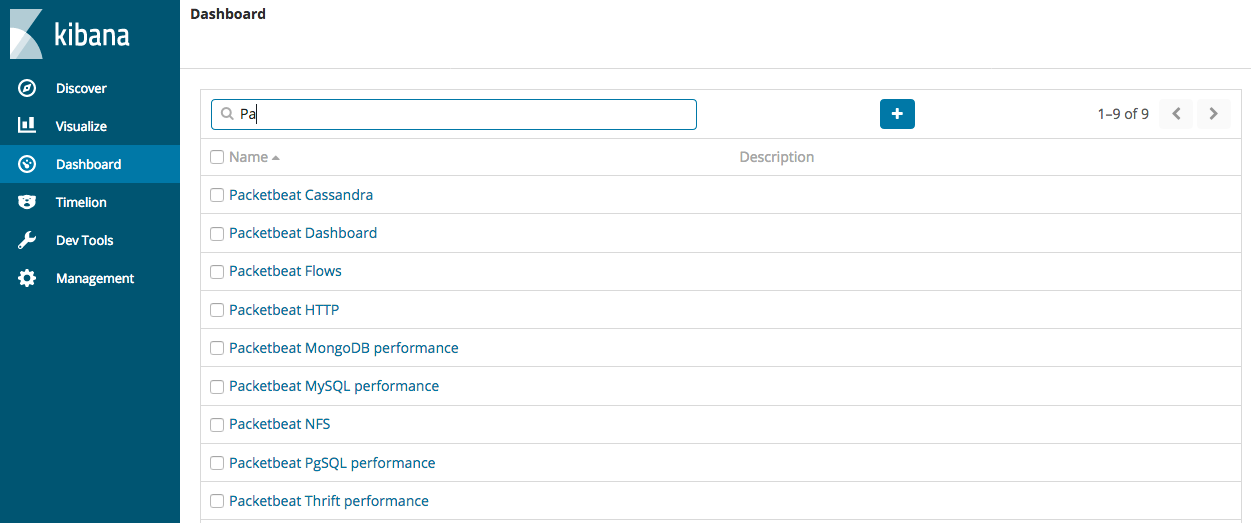 kibana
Discover
Visualize
Dashboard
Timelion
Dev Tools
Management
Dashboard
Pa
+
1–9 of 9
Name Description
Packetbeat Cassandra
Packetbeat Dashboard
Packetbeat Flows
Packetbeat HTTP
Packetbeat MongoDB performance
Packetbeat MySQL performance
Packetbeat NFS
Packetbeat PgSQL performance
Packetbeat Thrift performance